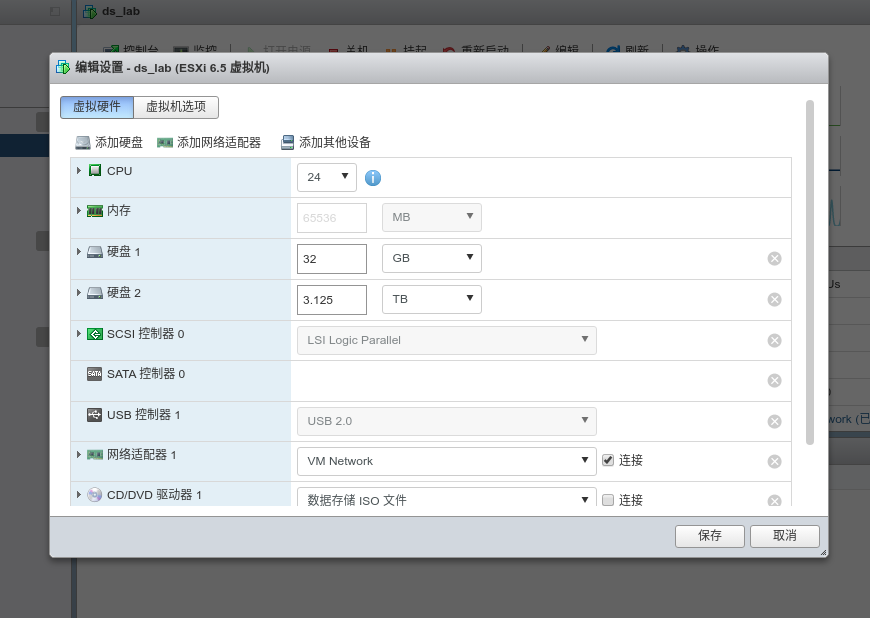 ds_lab
控制台 监控 打开电源 关机 挂起 重新启动 编辑 刷新 操作
编辑设置 - ds_lab (ESXi 6.5 虚拟机)
虚拟硬件 虚拟机选项
添加硬盘 添加网络适配器 添加其他设备
CPU 24
内存 65536 MB
硬盘 1 32 GB
硬盘 2 3.125 TB
SCSI 控制器 0 LSI Logic Parallel
SATA SATA 控制器 0
USB 控制器 1 USB 2.0
网络适配器 1 VM Network 连接
CD/DVD 驱动器 1 数据存储 ISO 文件 连接
保存 取消